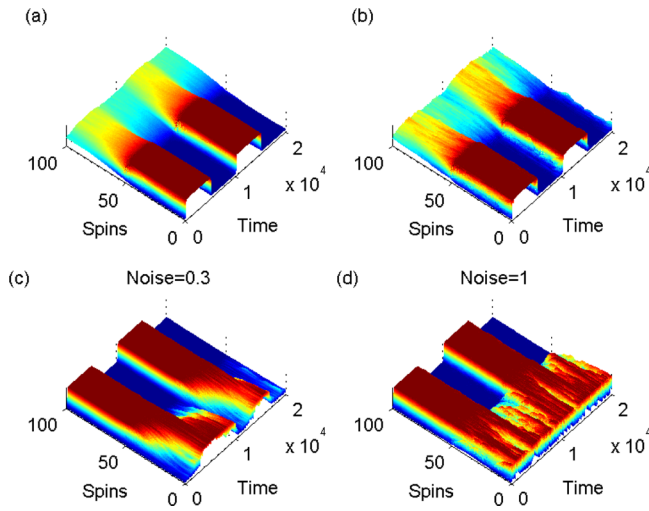 (a)
(b)
100
50
0
Spins
0
1
2
x 10^4
Time
100
50
0
Spins
0
1
2
x 10^4
Time
(c)
Noise=0.3
(d)
Noise=1
100
50
0
Spins
0
1
2
x 10^4
Time
100
50
0
Spins
0
1
2
x 10^4
Time